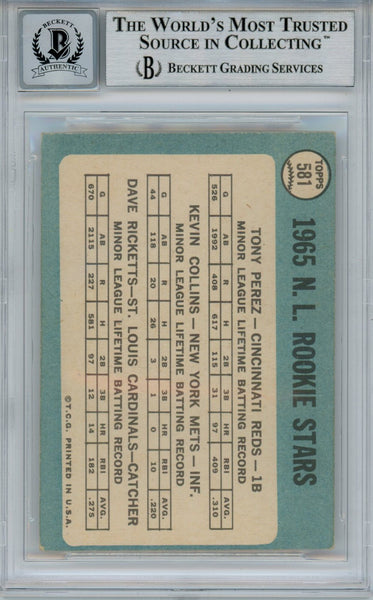 BECKETT
AUTHENTIC
THE WORLD'S MOST TRUSTED
SOURCE IN COLLECTING™
B BECKETT GRADING SERVICES
TOPPS
581
1965 N. L. ROOKIE STARS
TONY PEREZ—CINCINNATI REDS—1B
MINOR LEAGUE LIFETIME BATTING RECORD
G AB R H 2B 3B HR RBI AVG.
526 1992 408 617 115 31 97 409 .310
KEVIN COLLINS—NEW YORK METS—INF.
MINOR LEAGUE LIFETIME BATTING RECORD
G AB R H 2B 3B HR RBI AVG.
44 118 20 26 3 1 0 10 .220
DAVE RICKETTS—ST. LOUIS CARDINALS—CATCHER
MINOR LEAGUE LIFETIME BATTING RECORD
G AB R H 2B 3B HR RBI AVG.
670 2115 227 581 97 12 14 182 .275
©T.C.G. PRINTED IN U.S.A.